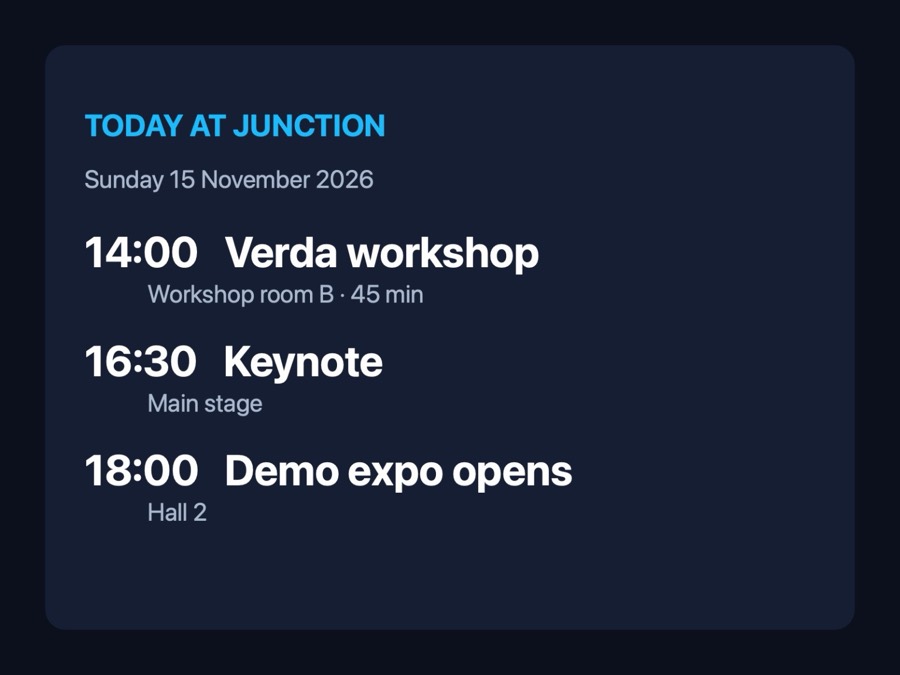 TODAY AT JUNCTION
Sunday 15 November 2026
14:00 Verda workshop
Workshop room B · 45 min
16:30 Keynote
Main stage
18:00 Demo expo opens
Hall 2